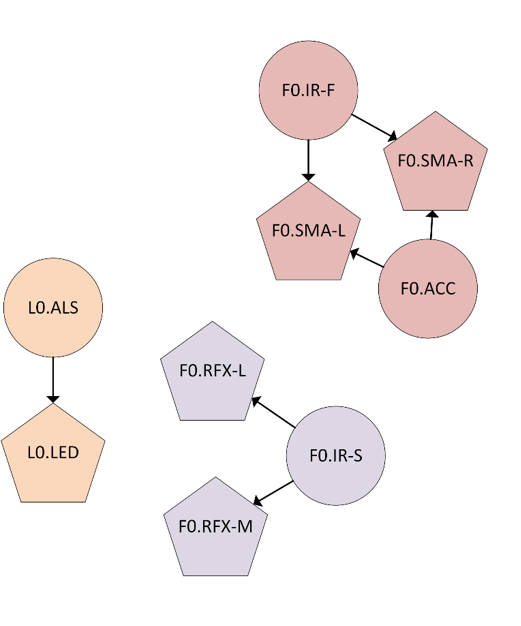 F0.IR-F
F0.SMA-R
F0.SMA-L
F0.ACC
L0.ALS
F0.RFX-L
L0.LED
F0.IR-S
F0.RFX-M